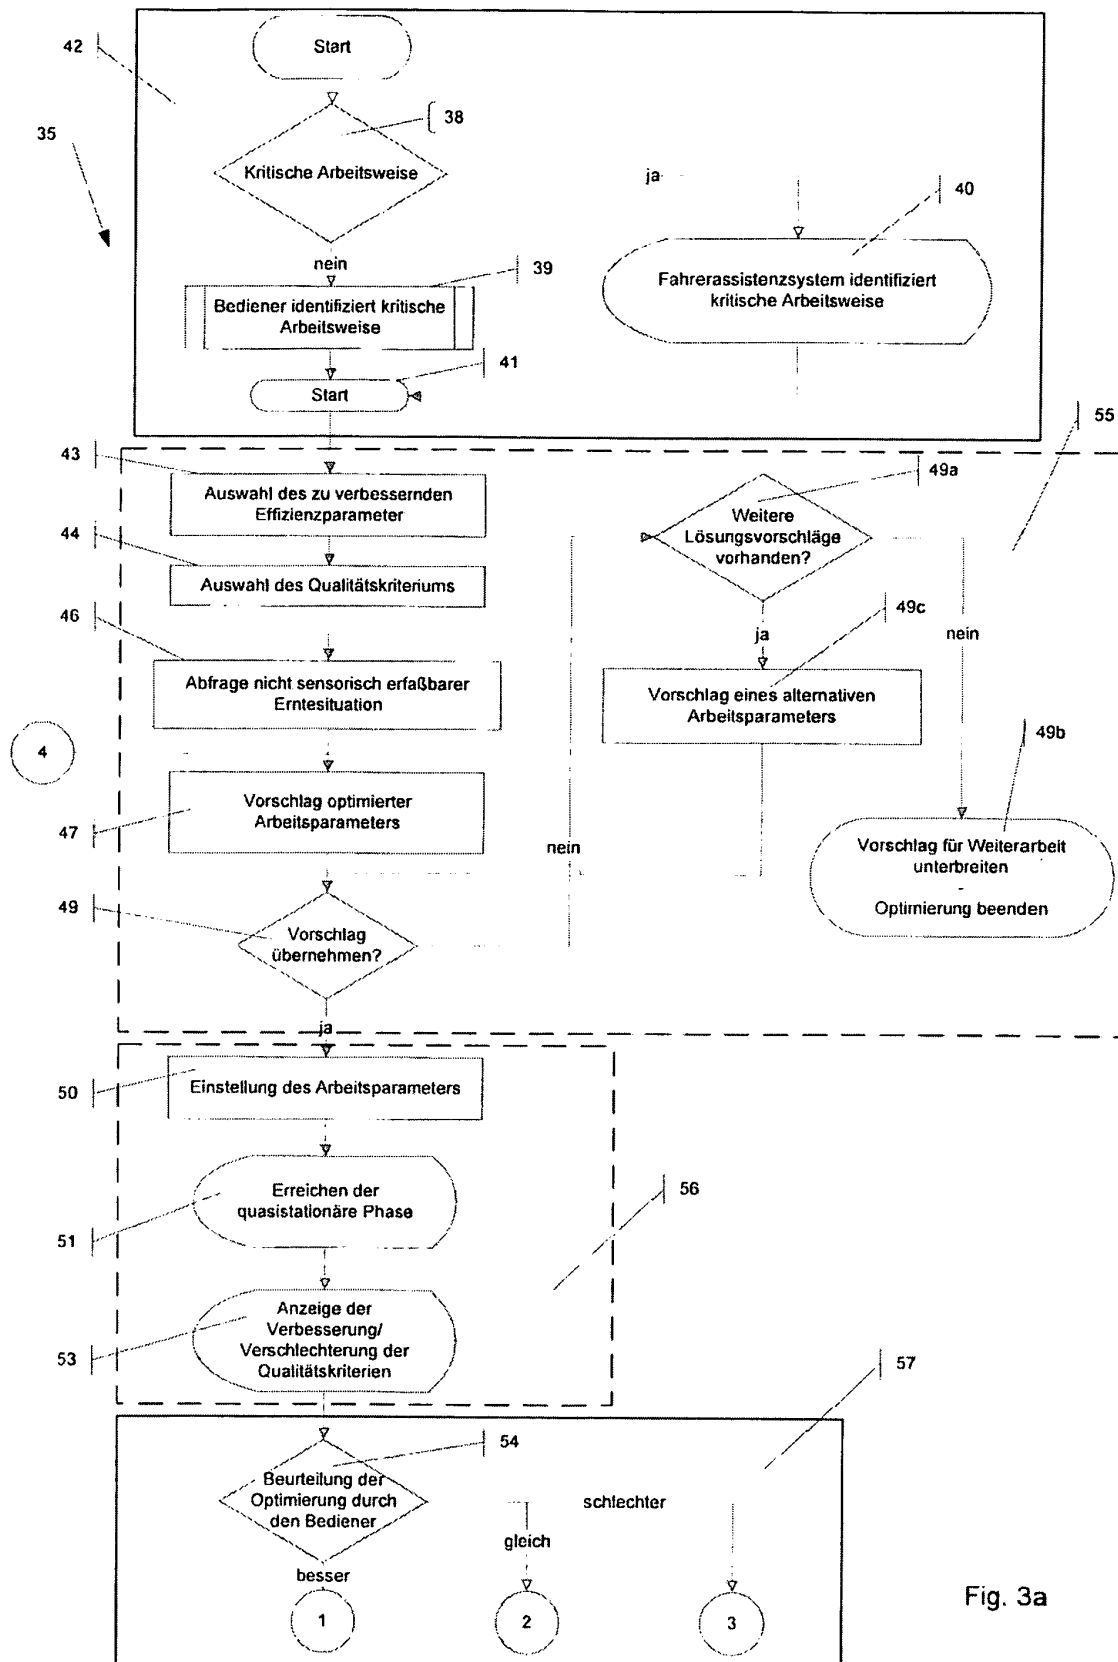 42
Start
38
35
Kritische Arbeitsweise
ja
40
nein
39
Bediener identifiziert kritische
Arbeitsweise
Fahrerassistenzsystem identifiziert
kritische Arbeitsweise
41
Start
55
43
Auswahl des zu verbessernden
Effizienzparameter
49a
Weitere
Lösungsvorschläge
vorhanden?
44
Auswahl des Qualitätskriteriums
46
49c
ja
nein
Abfrage nicht sensorisch erfaßbarer
Erntesituation
Vorschlag eines alternativen
Arbeitsparameters
4
49b
47
Vorschlag optimierter
Arbeitsparameters
nein
Vorschlag für Weiterarbeit
unterbreiten
-
Optimierung beenden
49
Vorschlag
übernehmen?
ja
50
Einstellung des Arbeitsparameters
56
51
Erreichen der
quasistationäre Phase
53
Anzeige der
Verbesserung/
Verschlechterung der
Qualitätskriterien
57
54
Beurteilung der
Optimierung durch
den Bediener
schlechter
gleich
besser
1
2
3
Fig. 3a